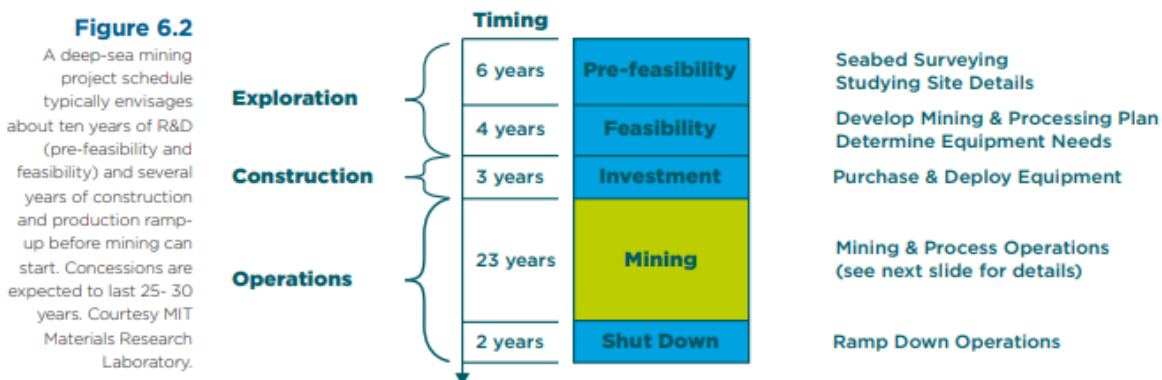 Figure 6.2
A deep-sea mining
project schedule
typically envisages
about ten years of R&D
(pre-feasibility and
feasibility) and several
years of construction
and production ramp-
up before mining can
start. Concessions are
expected to last 25- 30
years. Courtesy MIT
Materials Research
Laboratory.
Timing
Exploration
6 years
Pre-feasibility
Seabed Surveying
Studying Site Details
4 years
Feasibility
Develop Mining & Processing Plan
Determine Equipment Needs
Construction
3 years
Investment
Purchase & Deploy Equipment
Operations
23 years
Mining
Mining & Process Operations
(see next slide for details)
2 years
Shut Down
Ramp Down Operations